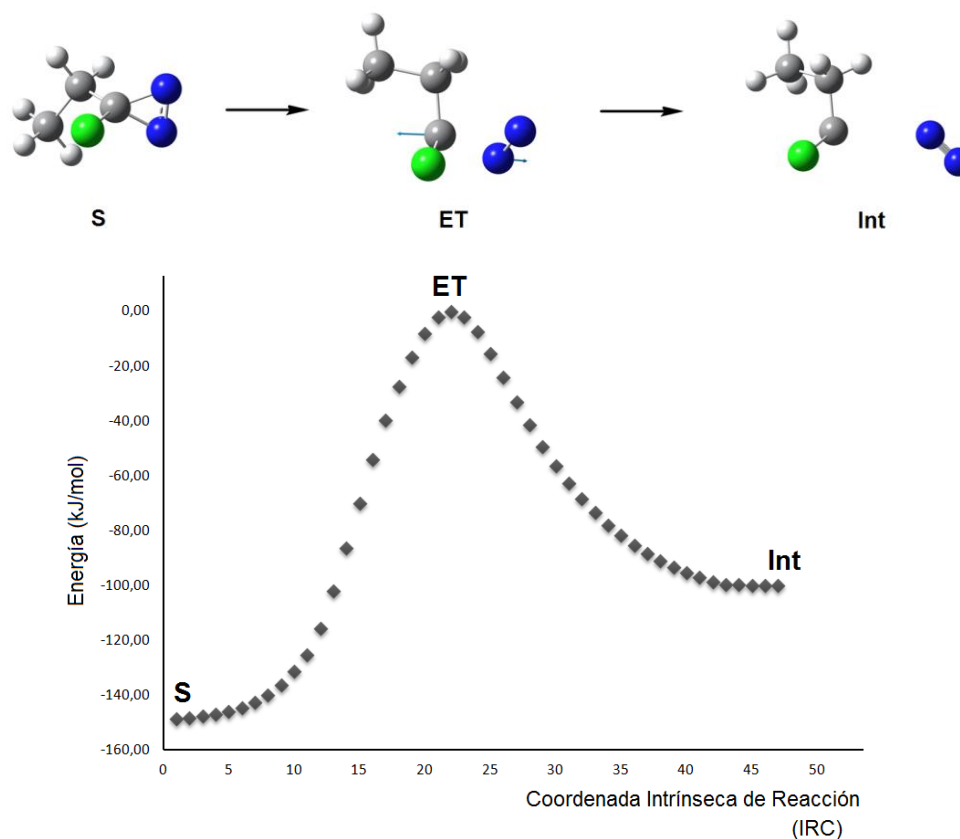 S
ET
Int
ET
0,00
-20,00
-40,00
-60,00
-80,00
-100,00
-120,00
-140,00
-160,00
Energía (kJ/mol)
S
Int
0 5 10 15 20 25 30 35 40 45 50
Coordenada Intrínseca de Reacción
(IRC)